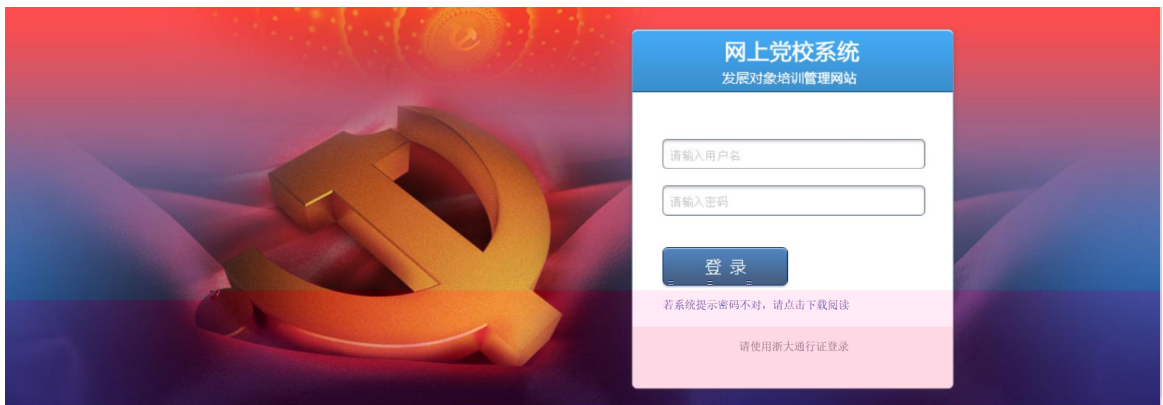 网上党校系统
发展对象培训管理网站
请输入用户名
请输入密码
登录
若系统提示密码不对，请点击下载阅读
请使用浙大通行证登录